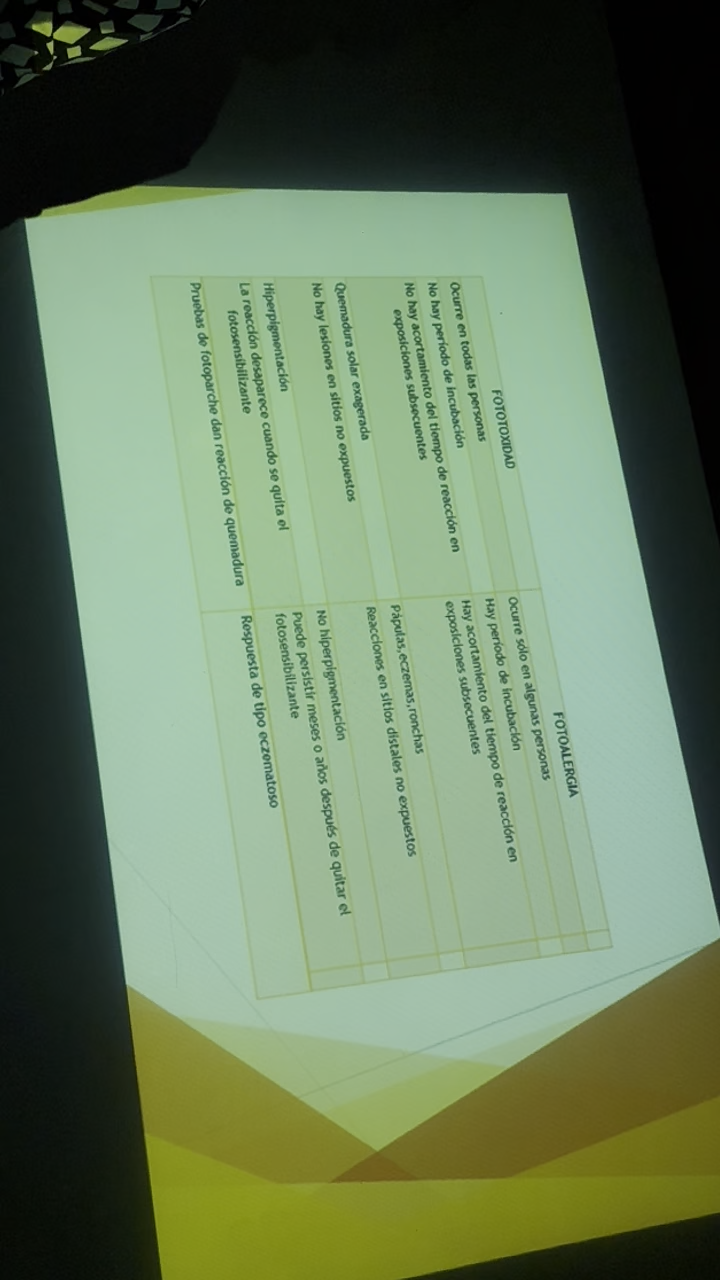 FOTOTOXIDAD
FOTOALERGIA
Ocurre en todas las personas
Ocurre sólo en algunas personas
No hay período de incubación
Hay período de incubación
No hay acortamiento del tiempo de reacción en
exposiciones subsecuentes
Hay acortamiento del tiempo de reacción en
exposiciones subsecuentes
Quemadura solar exagerada
Pápulas,eczemas,ronchas
No hay lesiones en sitios no expuestos
Reacciones en sitios distales no expuestos
Hiperpigmentación
No hiperpigmentación
La reacción desaparece cuando se quita el
fotosensibilizante
Puede persistir meses o años después de quitar el
fotosensibilizante
Pruebas de fotoparche dan reacción de quemadura
Respuesta de tipo eczematoso